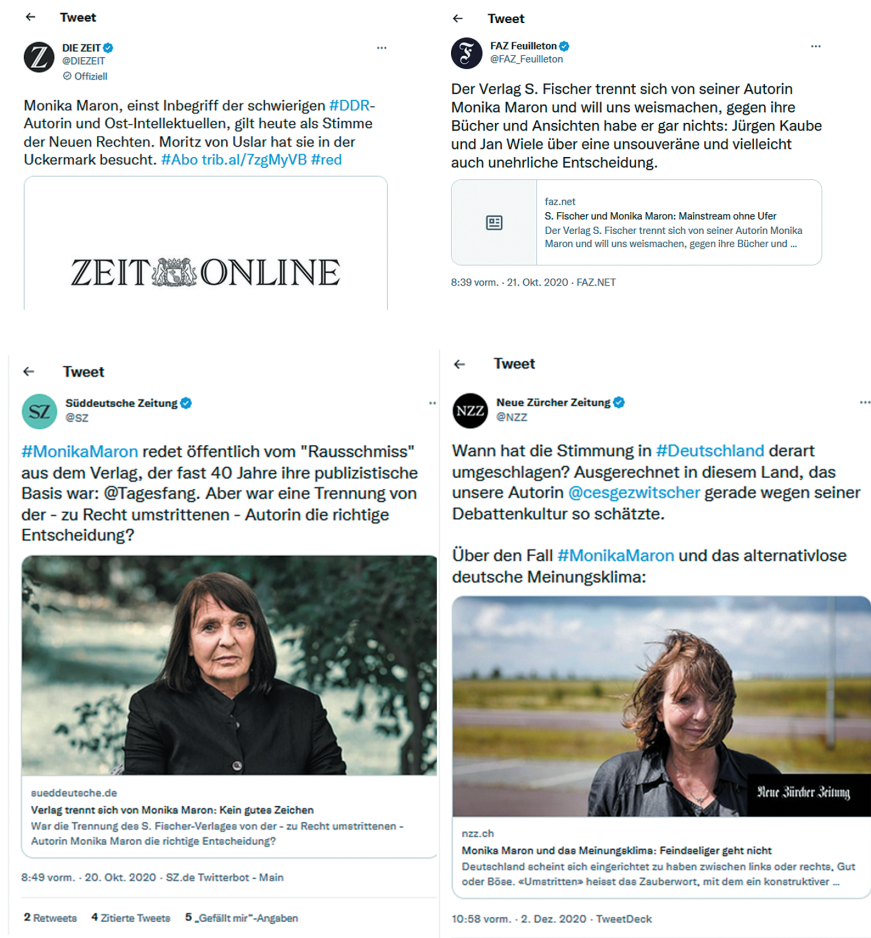 ← Tweet
DIE ZEIT
@DIEZEIT
Offiziell
Monika Maron, einst Inbegriff der schwierigen #DDR-
Autorin und Ost-Intellektuellen, gilt heute als Stimme
der Neuen Rechten. Moritz von Uslar hat sie in der
Uckermark besucht. #Abo trib.al/7zgMyVB #red
ZEIT ONLINE
← Tweet
FAZ Feuilleton
@FAZ_Feuilleton
Der Verlag S. Fischer trennt sich von seiner Autorin
Monika Maron und will uns weismachen, gegen ihre
Bücher und Ansichten habe er gar nichts: Jürgen Kaube
und Jan Wiele über eine unsouveräne und vielleicht
auch unehrliche Entscheidung.
faz.net
S. Fischer und Monika Maron: Mainstream ohne Ufer
Der Verlag S. Fischer trennt sich von seiner Autorin Monika
Maron und will uns weismachen, gegen ihre Bücher und ...
8:39 vorm. · 21. Okt. 2020 · FAZ.NET
← Tweet
SZ
Süddeutsche Zeitung
@SZ
#MonikaMaron redet öffentlich vom "Rausschmiss"
aus dem Verlag, der fast 40 Jahre ihre publizistische
Basis war: @Tagesfang. Aber war eine Trennung von
der - zu Recht umstrittenen - Autorin die richtige
Entscheidung?
sueddeutsche.de
Verlag trennt sich von Monika Maron: Kein gutes Zeichen
War die Trennung des S. Fischer-Verlages von der - zu Recht umstrittenen -
Autorin Monika Maron die richtige Entscheidung?
8:49 vorm. · 20. Okt. 2020 · SZ.de Twitterbot - Main
2 Retweets 4 Zitierte Tweets 5 „Gefällt mir“-Angaben
← Tweet
NZZ
Neue Zürcher Zeitung
@NZZ
Wann hat die Stimmung in #Deutschland derart
umgeschlagen? Ausgerechnet in diesem Land, das
unsere Autorin @cesgezwitscher gerade wegen seiner
Debattenkultur so schätzte.
Über den Fall #MonikaMaron und das alternativlose
deutsche Meinungsklima:
Neue Zürcher Zeitung
nzz.ch
Monika Maron und das Meinungsklima: Feindseliger geht nicht
Deutschland scheint sich eingerichtet zu haben zwischen links oder rechts, Gut
oder Böse. «Umstritten» heisst das Zauberwort, mit dem ein konstruktiver ...
10:58 vorm. · 2. Dez. 2020 · TweetDeck